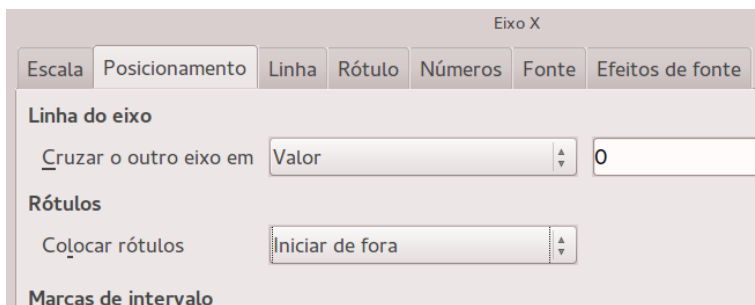 Eixo X
Escala Posicionamento Linha Rótulo Números Fonte Efeitos de fonte
Linha do eixo
Cruzar o outro eixo em Valor 0
Rótulos
Colocar rótulos Iniciar de fora
Marcas de intervalo